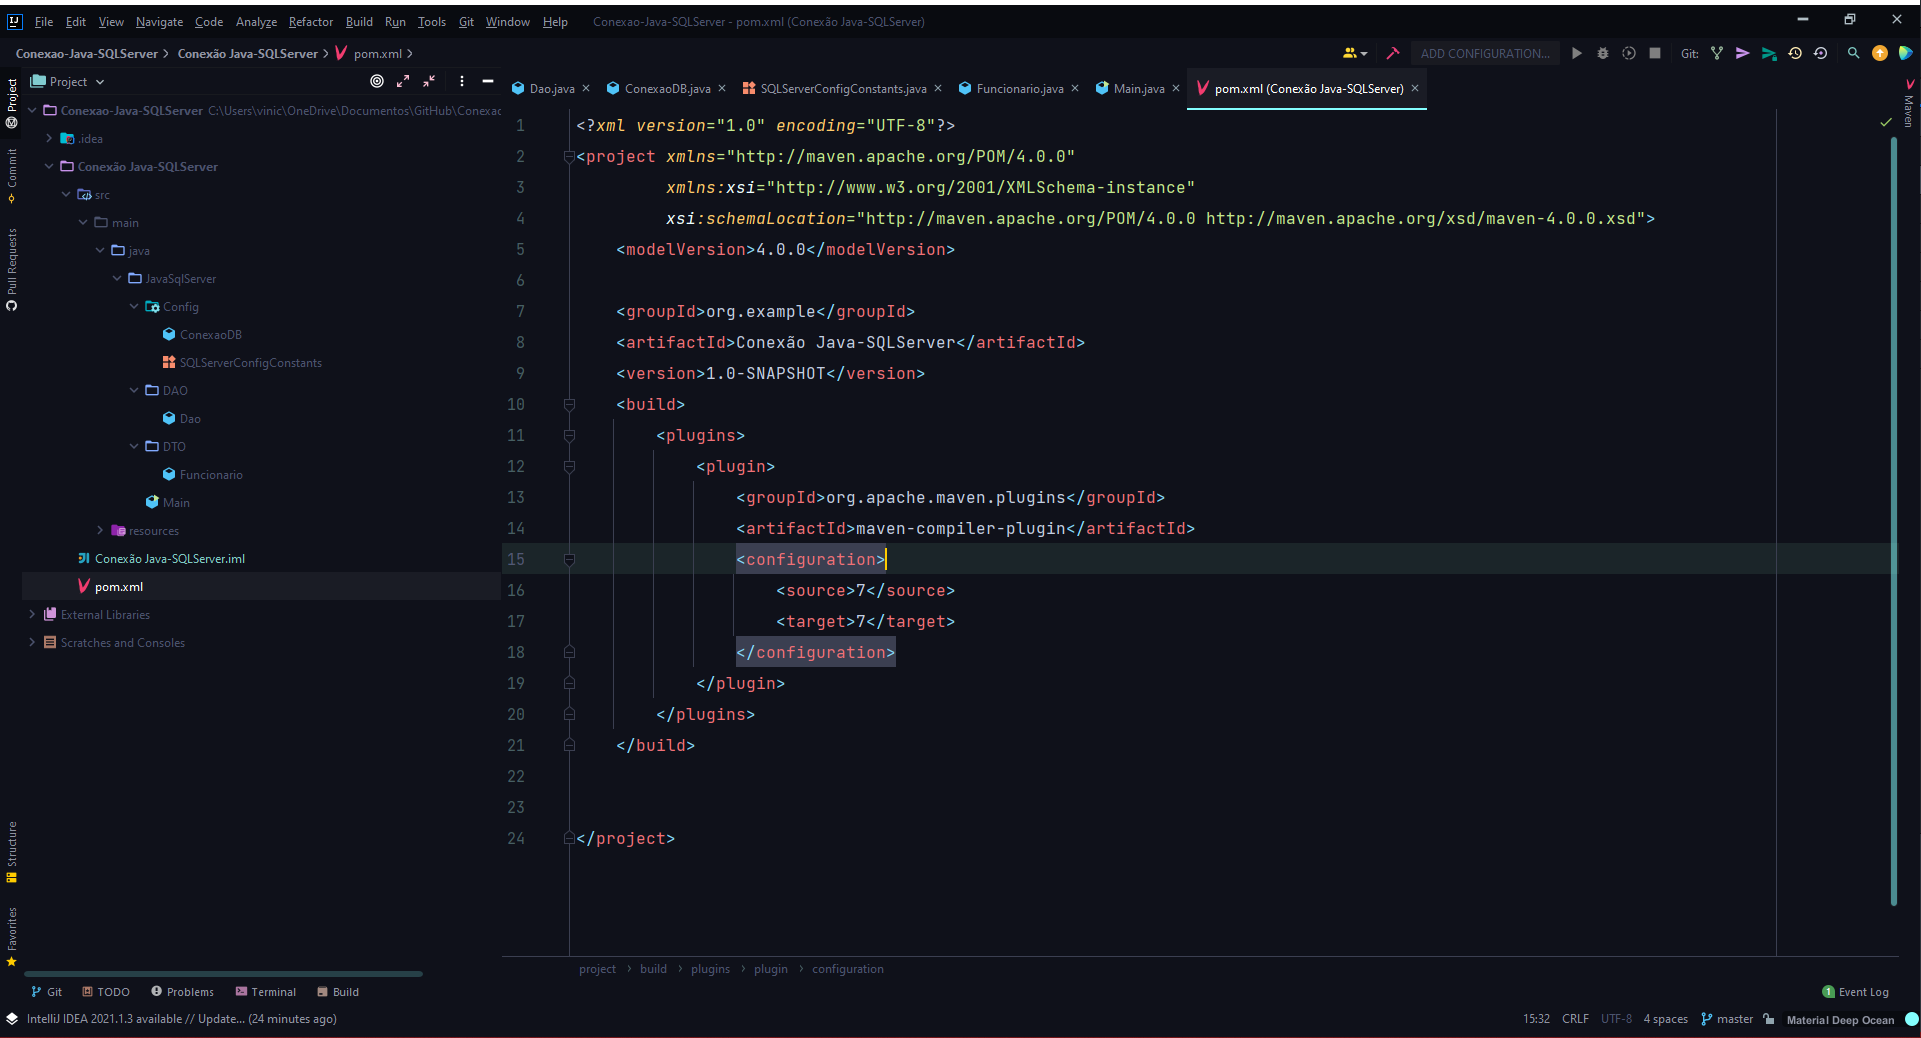 File Edit View Navigate Code Analyze Refactor Build Run Tools Git Window Help Conexao-Java-SQLServer - pom.xml (Conexão Java-SQLServer)
Conexao-Java-SQLServer Conexão Java-SQLServer pom.xml
ADD CONFIGURATION... Git:
Project
Dao.java ConexaoDB.java SQLServerConfigConstants.java Funcionario.java Main.java pom.xml (Conexão Java-SQLServer)
Project
Commit
Pull Requests
Structure
Favorites
Maven
Conexao-Java-SQLServer C:\Users\vinic\OneDrive\Documentos\GitHub\Conexao
.idea
Conexão Java-SQLServer
src
main
java
JavaSqlServer
Config
ConexaoDB
SQLServerConfigConstants
DAO
Dao
DTO
Funcionario
Main
resources
Conexão Java-SQLServer.iml
pom.xml
External Libraries
Scratches and Consoles
1 <?xml version="1.0" encoding="UTF-8"?>
2 <project xmlns="http://maven.apache.org/POM/4.0.0"
3 xmlns:xsi="http://www.w3.org/2001/XMLSchema-instance"
4 xsi:schemaLocation="http://maven.apache.org/POM/4.0.0 http://maven.apache.org/xsd/maven-4.0.0.xsd">
5 <modelVersion>4.0.0</modelVersion>
6
7 <groupId>org.example</groupId>
8 <artifactId>Conexão Java-SQLServer</artifactId>
9 <version>1.0-SNAPSHOT</version>
10 <build>
11 <plugins>
12 <plugin>
13 <groupId>org.apache.maven.plugins</groupId>
14 <artifactId>maven-compiler-plugin</artifactId>
15 <configuration>
16 <source>7</source>
17 <target>7</target>
18 </configuration>
19 </plugin>
20 </plugins>
21 </build>
22
23
24 </project>
project build plugins plugin configuration
Git TODO Problems Terminal Build 1 Event Log
IntelliJ IDEA 2021.1.3 available // Update... (24 minutes ago) 15:32 CRLF UTF-8 4 spaces master Material Deep Ocean